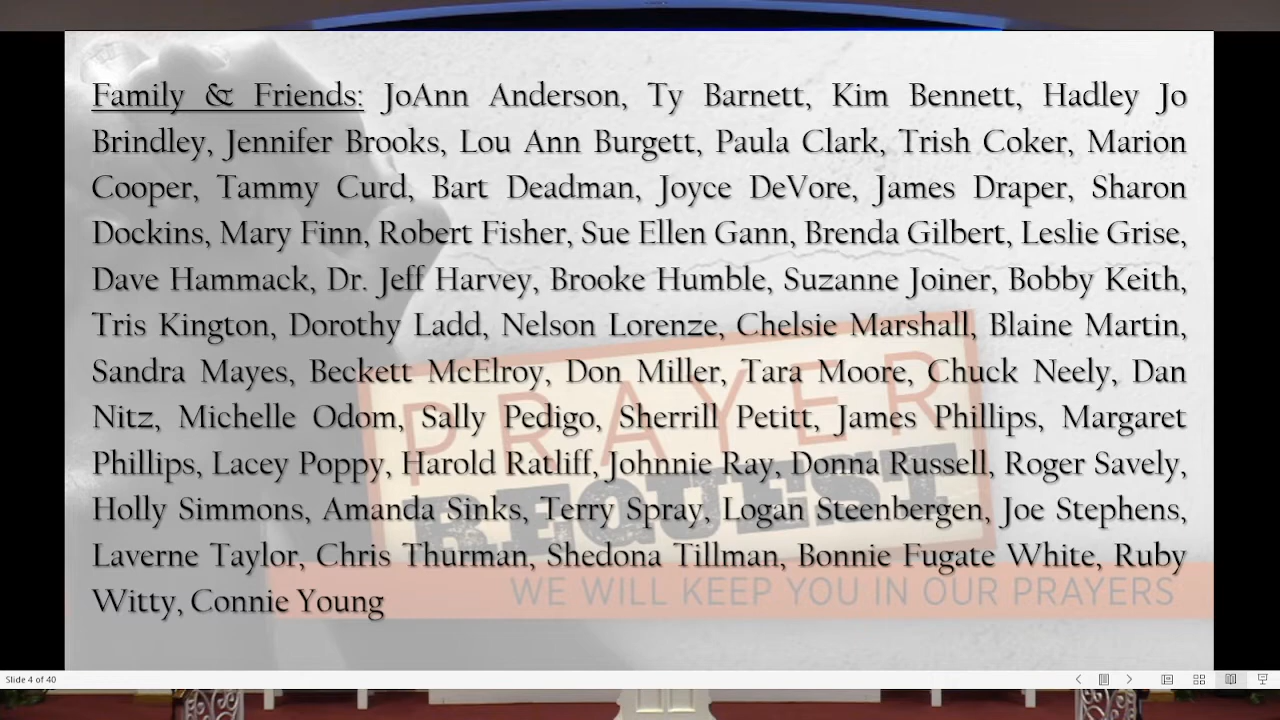 Family & Friends: JoAnn Anderson, Ty Barnett, Kim Bennett, Hadley Jo
Brindley, Jennifer Brooks, Lou Ann Burgett, Paula Clark, Trish Coker, Marion
Cooper, Tammy Curd, Bart Deadman, Joyce DeVore, James Draper, Sharon
Dockins, Mary Finn, Robert Fisher, Sue Ellen Gann, Brenda Gilbert, Leslie Grise,
Dave Hammack, Dr. Jeff Harvey, Brooke Humble, Suzanne Joiner, Bobby Keith,
Tris Kington, Dorothy Ladd, Nelson Lorenze, Chelsie Marshall, Blaine Martin,
Sandra Mayes, Beckett McElroy, Don Miller, Tara Moore, Chuck Neely, Dan
Nitz, Michelle Odom, Sally Pedigo, Sherrill Petitt, James Phillips, Margaret
Phillips, Lacey Poppy, Harold Ratliff, Johnnie Ray, Donna Russell, Roger Savely,
Holly Simmons, Amanda Sinks, Terry Spray, Logan Steenbergen, Joe Stephens,
Laverne Taylor, Chris Thurman, Shedona Tillman, Bonnie Fugate White, Ruby
Witty, Connie Young
PRAYER
REQUEST
WE WILL KEEP YOU IN OUR PRAYERS
Slide 4 of 40